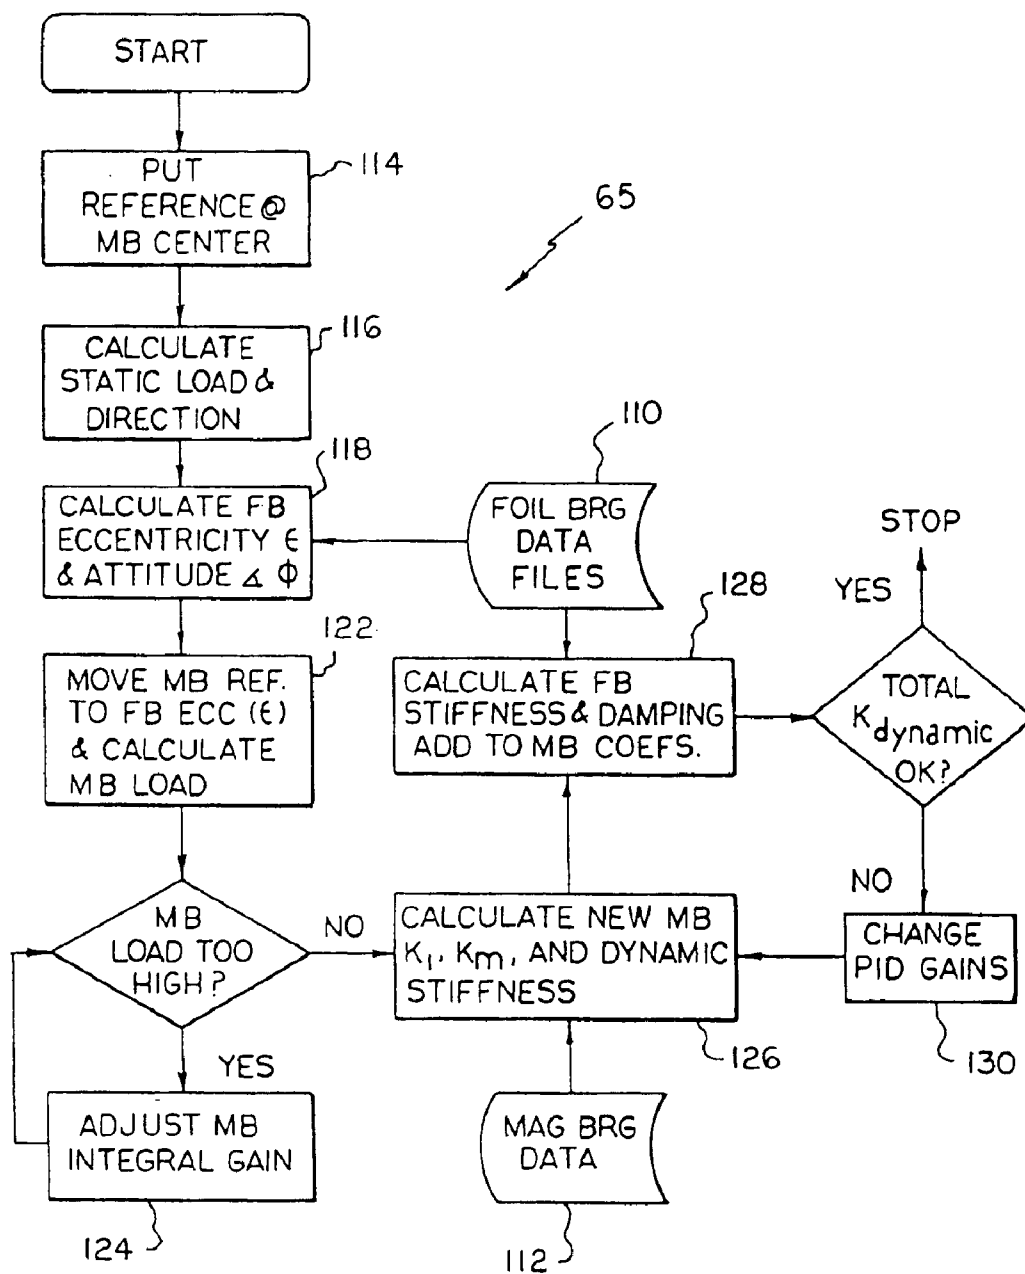 START
PUT
REFERENCE @
MB CENTER
114
65
CALCULATE
STATIC LOAD &
DIRECTION
116
CALCULATE FB
ECCENTRICITY ϵ
& ATTITUDE ∡ Φ
118
FOIL BRG
DATA
FILES
110
MOVE MB REF.
TO FB ECC (ϵ)
& CALCULATE
MB LOAD
122
CALCULATE FB
STIFFNESS & DAMPING
ADD TO MB COEFS.
128
STOP
YES
TOTAL
K dynamic
OK?
NO
MB
LOAD TOO
HIGH?
NO
CALCULATE NEW MB
Ki, Km, AND DYNAMIC
STIFFNESS
126
CHANGE
PID GAINS
130
YES
ADJUST MB
INTEGRAL GAIN
124
MAG BRG
DATA
112